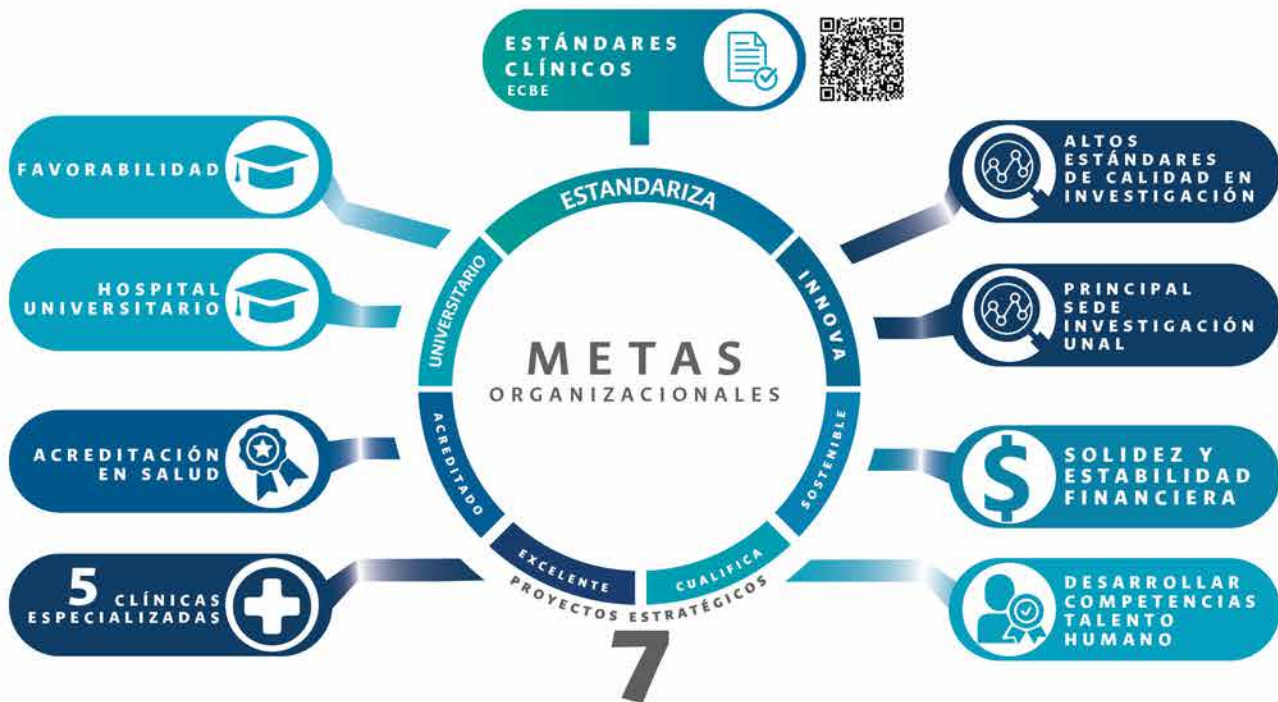 ESTÁNDARES
CLÍNICOS
ECBE
FAVORABILIDAD
HOSPITAL
UNIVERSITARIO
ACREDITACIÓN
EN SALUD
5 CLÍNICAS
ESPECIALIZADAS
ESTANDARIZA
INNOVA
SOSTENIBLE
CUALIFICA
EXCELENTE
ACREDITADO
UNIVERSITARIO
METAS
ORGANIZACIONALES
PROYECTOS ESTRATÉGICOS
7
ALTOS
ESTÁNDARES
DE CALIDAD EN
INVESTIGACIÓN
PRINCIPAL
SEDE
INVESTIGACIÓN
UNAL
SOLIDEZ Y
ESTABILIDAD
FINANCIERA
DESARROLLAR
COMPETENCIAS
TALENTO
HUMANO